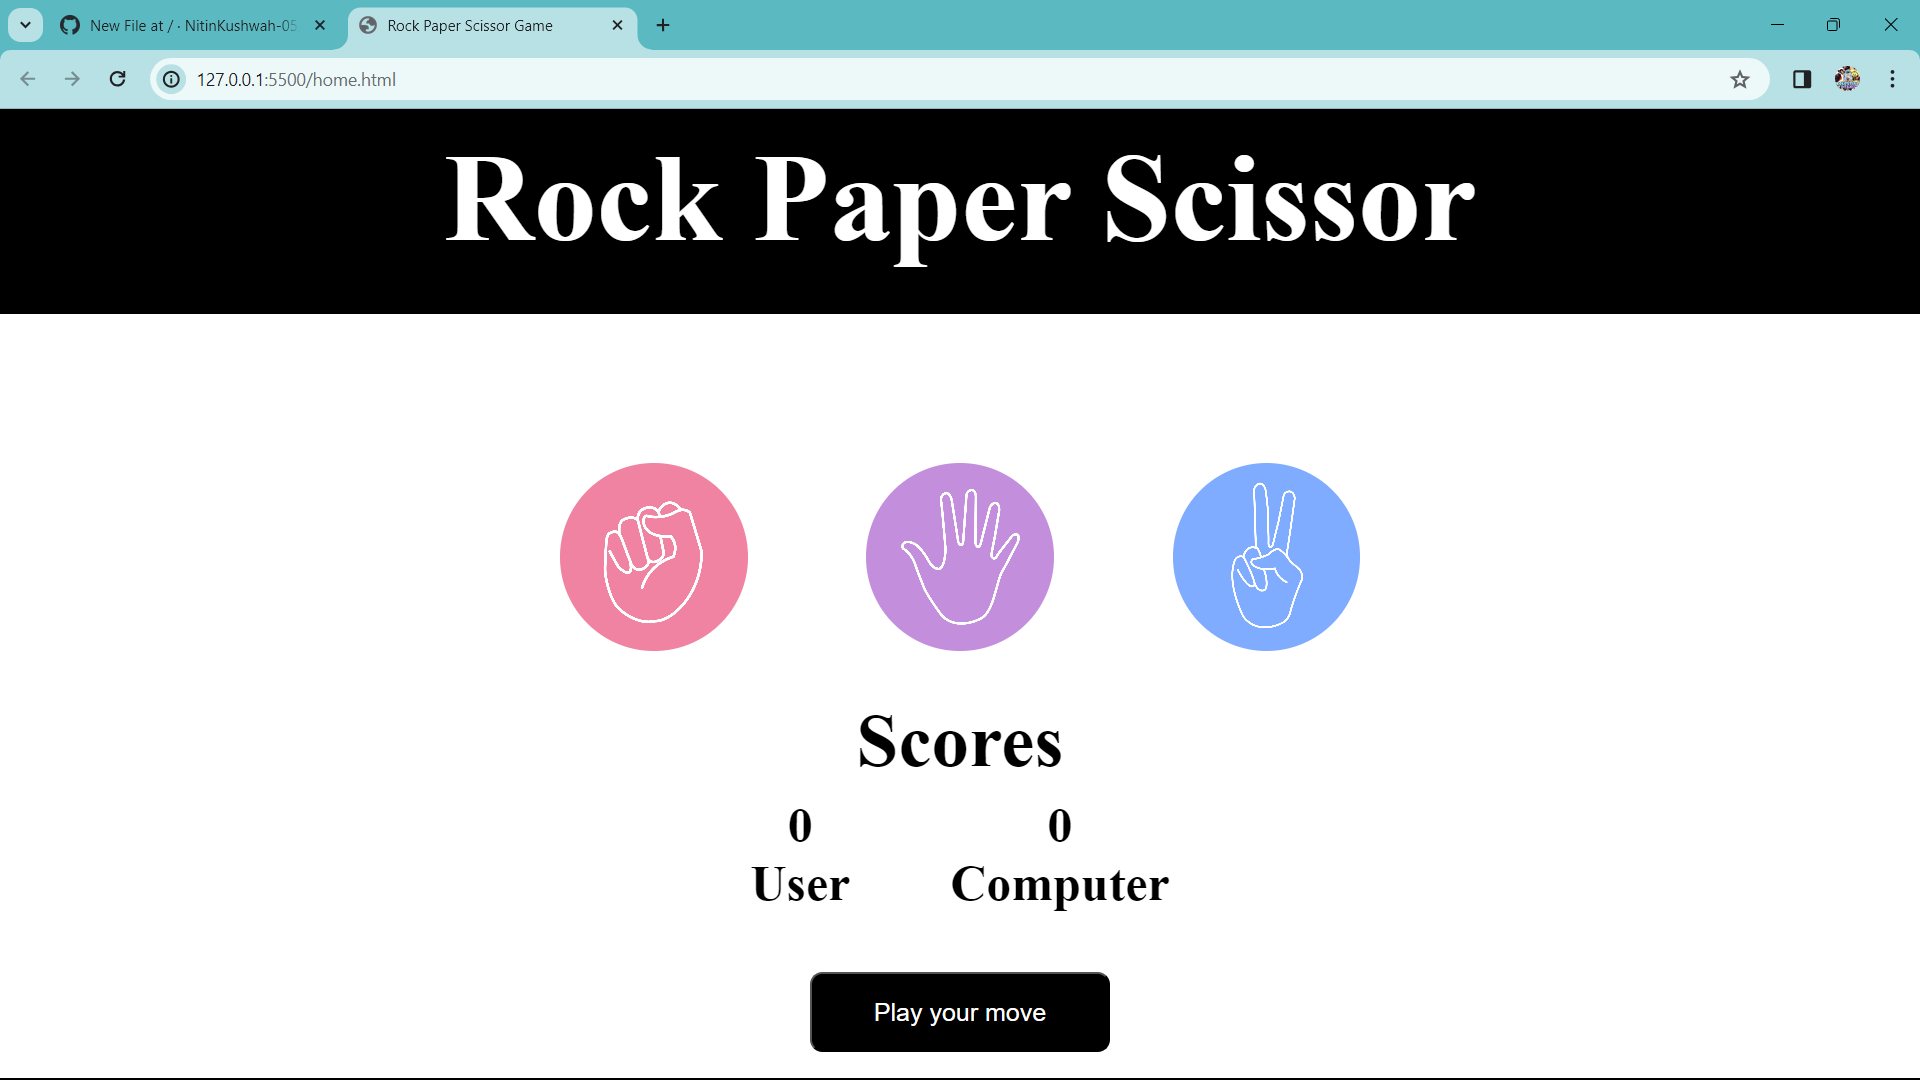 New File at / · NitinKushwah-05
Rock Paper Scissor Game
127.0.0.1:5500/home.html
Rock Paper Scissor
Scores
0 0
User Computer
Play your move